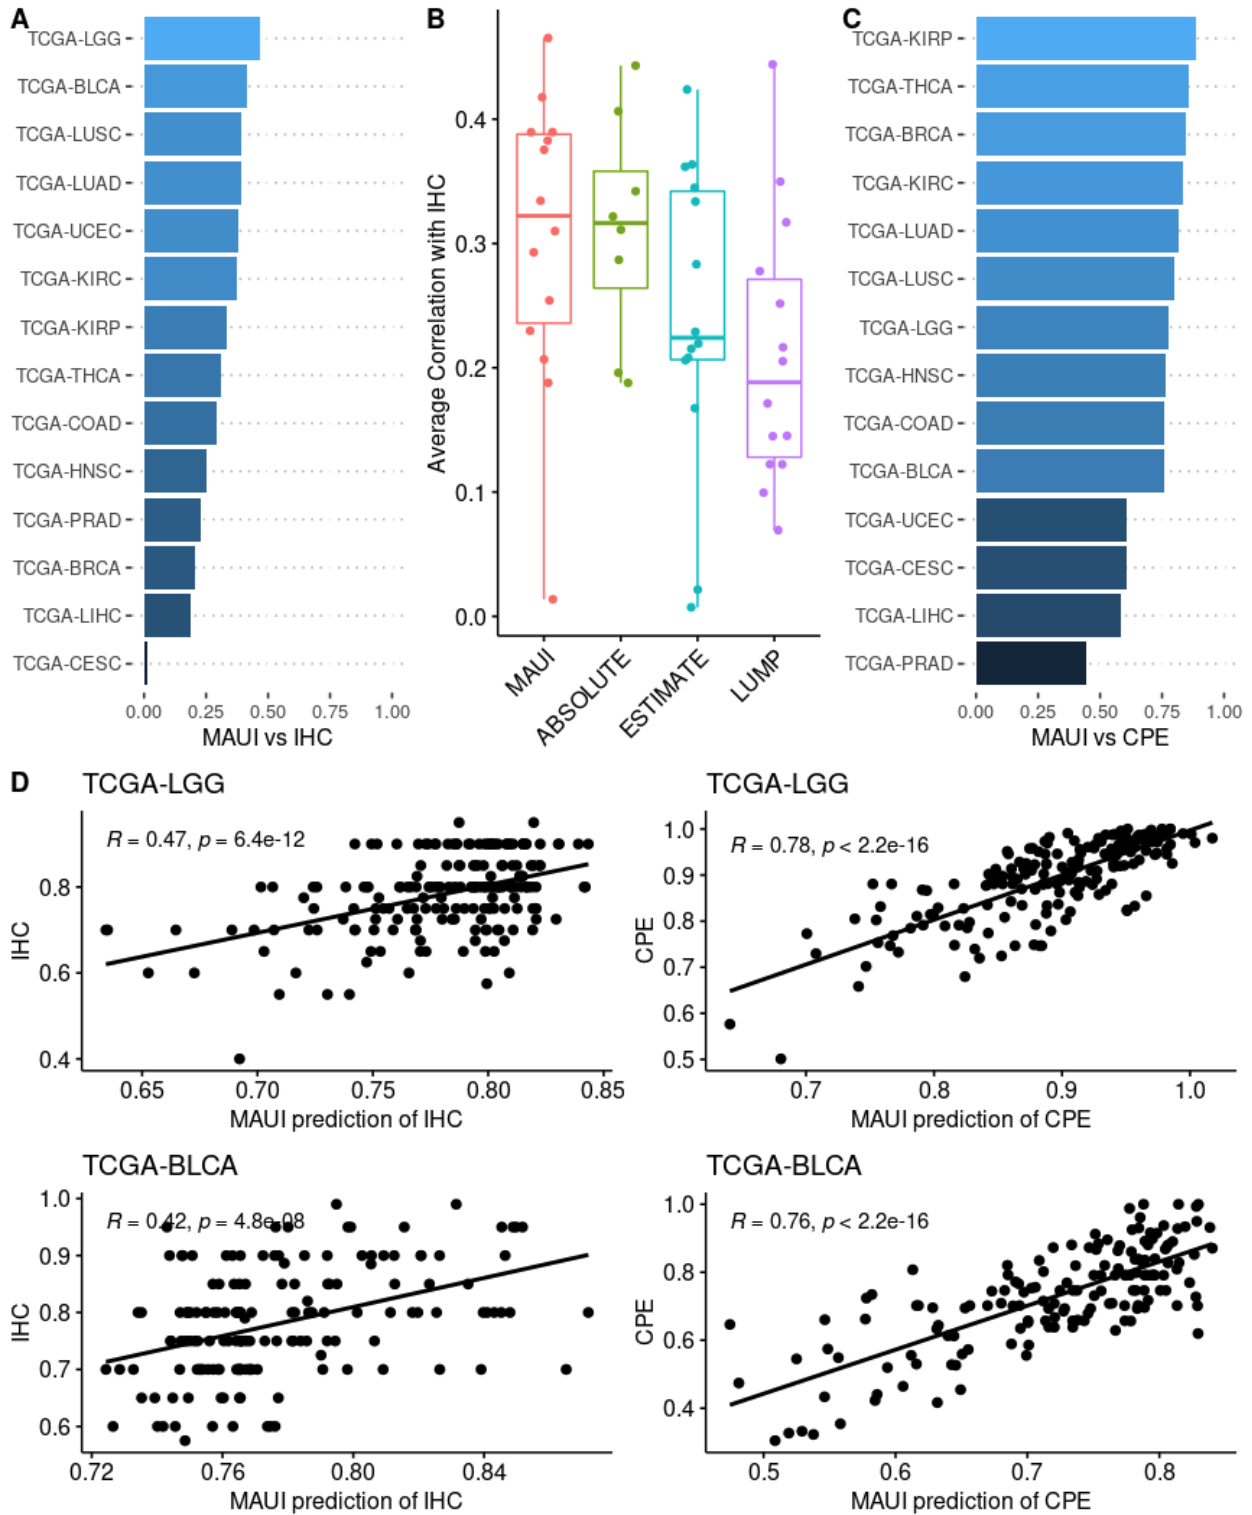 A
TCGA-LGG
TCGA-BLCA
TCGA-LUSC
TCGA-LUAD
TCGA-UCEC
TCGA-KIRC
TCGA-KIRP
TCGA-THCA
TCGA-COAD
TCGA-HNSC
TCGA-PRAD
TCGA-BRCA
TCGA-LIHC
TCGA-CESC
0.00 0.25 0.50 0.75 1.00
MAUI vs IHC
B
Average Correlation with IHC
0.4
0.3
0.2
0.1
0.0
MAUI
ABSOLUTE
ESTIMATE
LUMP
C
TCGA-KIRP
TCGA-THCA
TCGA-BRCA
TCGA-KIRC
TCGA-LUAD
TCGA-LUSC
TCGA-LGG
TCGA-HNSC
TCGA-COAD
TCGA-BLCA
TCGA-UCEC
TCGA-CESC
TCGA-LIHC
TCGA-PRAD
0.00 0.25 0.50 0.75 1.00
MAUI vs CPE
D
TCGA-LGG
R = 0.47, p = 6.4e-12
IHC
0.8
0.6
0.4
0.65 0.70 0.75 0.80 0.85
MAUI prediction of IHC
TCGA-LGG
R = 0.78, p < 2.2e-16
CPE
1.0
0.9
0.8
0.7
0.6
0.5
0.7 0.8 0.9 1.0
MAUI prediction of CPE
TCGA-BLCA
R = 0.42, p = 4.8e-08
IHC
1.0
0.9
0.8
0.7
0.6
0.72 0.76 0.80 0.84
MAUI prediction of IHC
TCGA-BLCA
R = 0.76, p < 2.2e-16
CPE
1.0
0.8
0.6
0.4
0.5 0.6 0.7 0.8
MAUI prediction of CPE